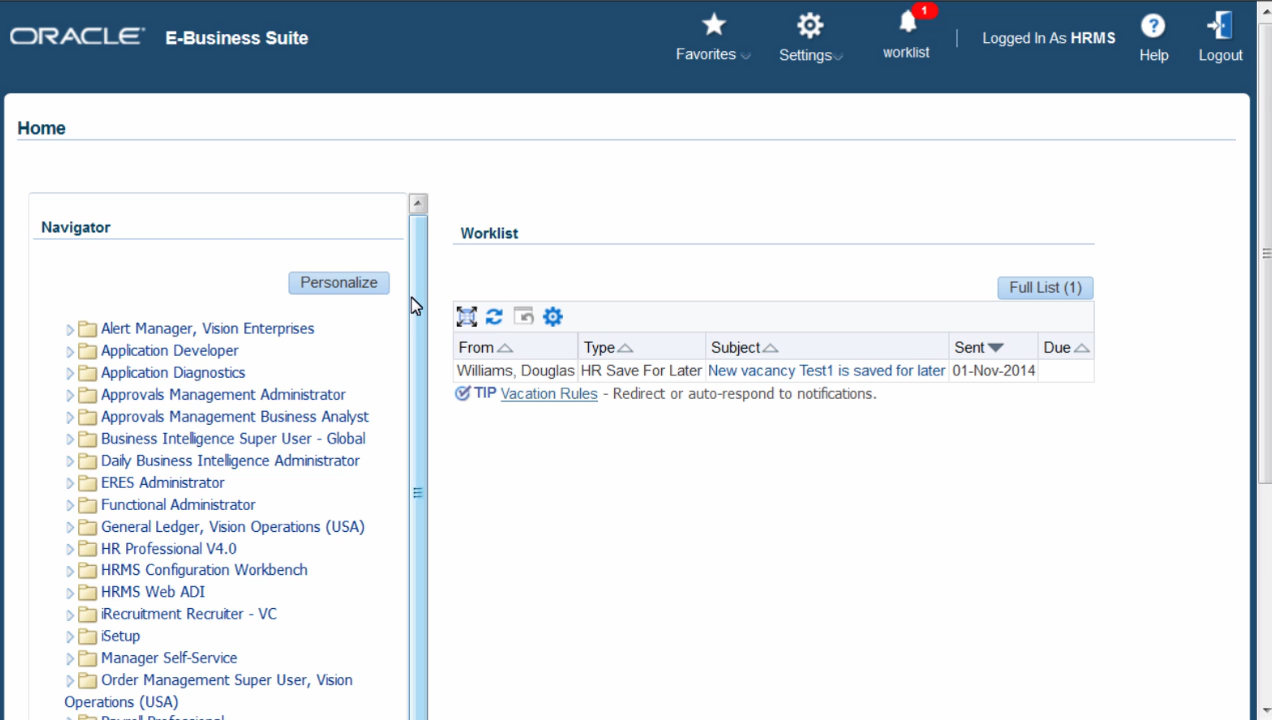 ORACLE E-Business Suite
Favorites
Settings
worklist
1
Logged In As HRMS
Help
Logout
Home
Navigator
Personalize
Alert Manager, Vision Enterprises
Application Developer
Application Diagnostics
Approvals Management Administrator
Approvals Management Business Analyst
Business Intelligence Super User - Global
Daily Business Intelligence Administrator
ERES Administrator
Functional Administrator
General Ledger, Vision Operations (USA)
HR Professional V4.0
HRMS Configuration Workbench
HRMS Web ADI
iRecruitment Recruiter - VC
iSetup
Manager Self-Service
Order Management Super User, Vision
Operations (USA)
Payroll Professional
Worklist
Full List (1)
From Type Subject Sent Due
Williams, Douglas HR Save For Later New vacancy Test1 is saved for later 01-Nov-2014
TIP Vacation Rules - Redirect or auto-respond to notifications.